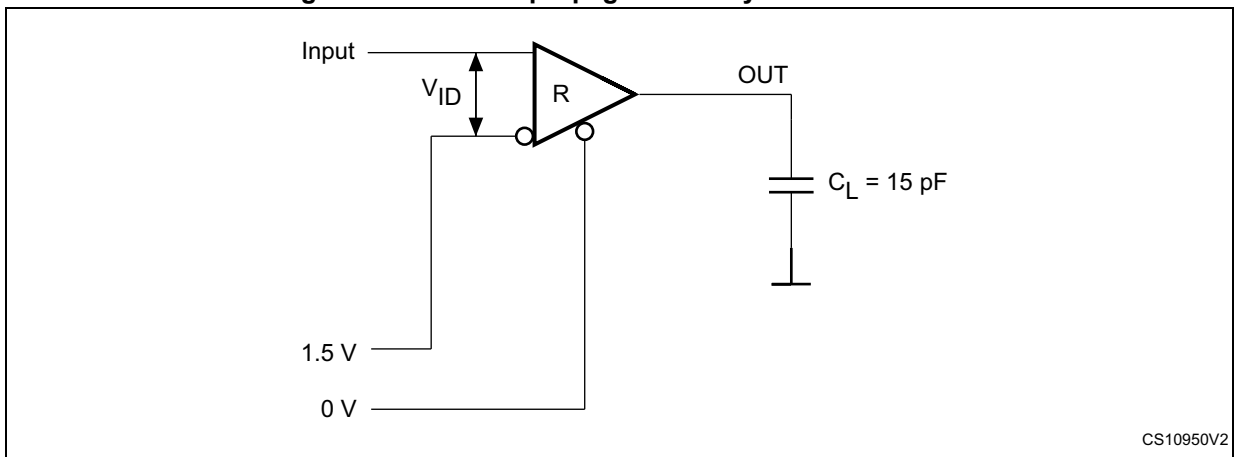 Input
OUT
V_ID
R
C_L = 15 pF
1.5 V
0 V
CS10950V2